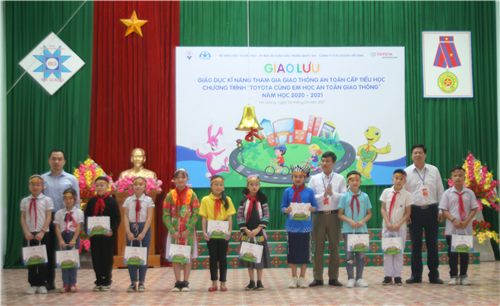 GIAO LƯU
GIÁO DỤC KĨ NĂNG THAM GIA GIAO THÔNG AN TOÀN CẤP TIỂU HỌC
CHƯƠNG TRÌNH "TOYOTA CÙNG EM HỌC AN TOÀN GIAO THÔNG"
NĂM HỌC 2020 - 2021